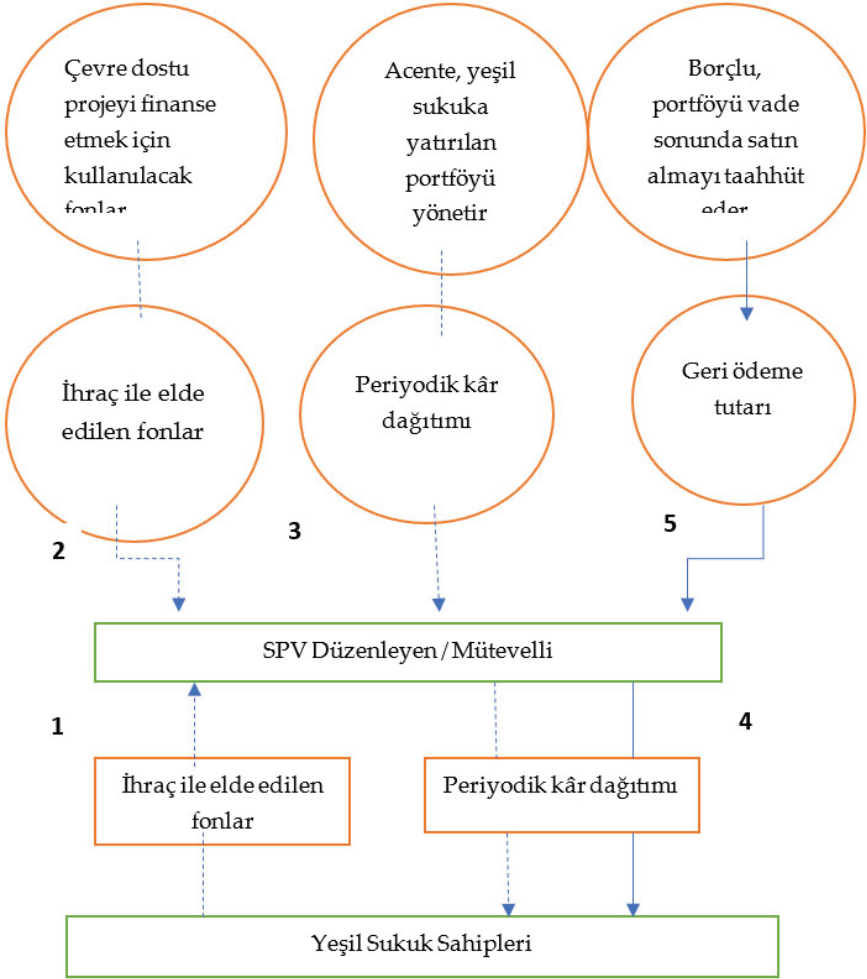 Çevre dostu
projeyi finanse
etmek için
kullanılacak
fonlar
Acente, yeşil
sukuka
yatırılan
portföyü
yönetir
Borçlu,
portföyü vade
sonunda satın
almayı taahhüt
eder
İhraç ile elde
edilen fonlar
Periyodik kâr
dağıtımı
Geri ödeme
tutarı
2
3
5
SPV Düzenleyen / Mütevelli
1
4
İhraç ile elde edilen
fonlar
Periyodik kâr dağıtımı
Yeşil Sukuk Sahipleri